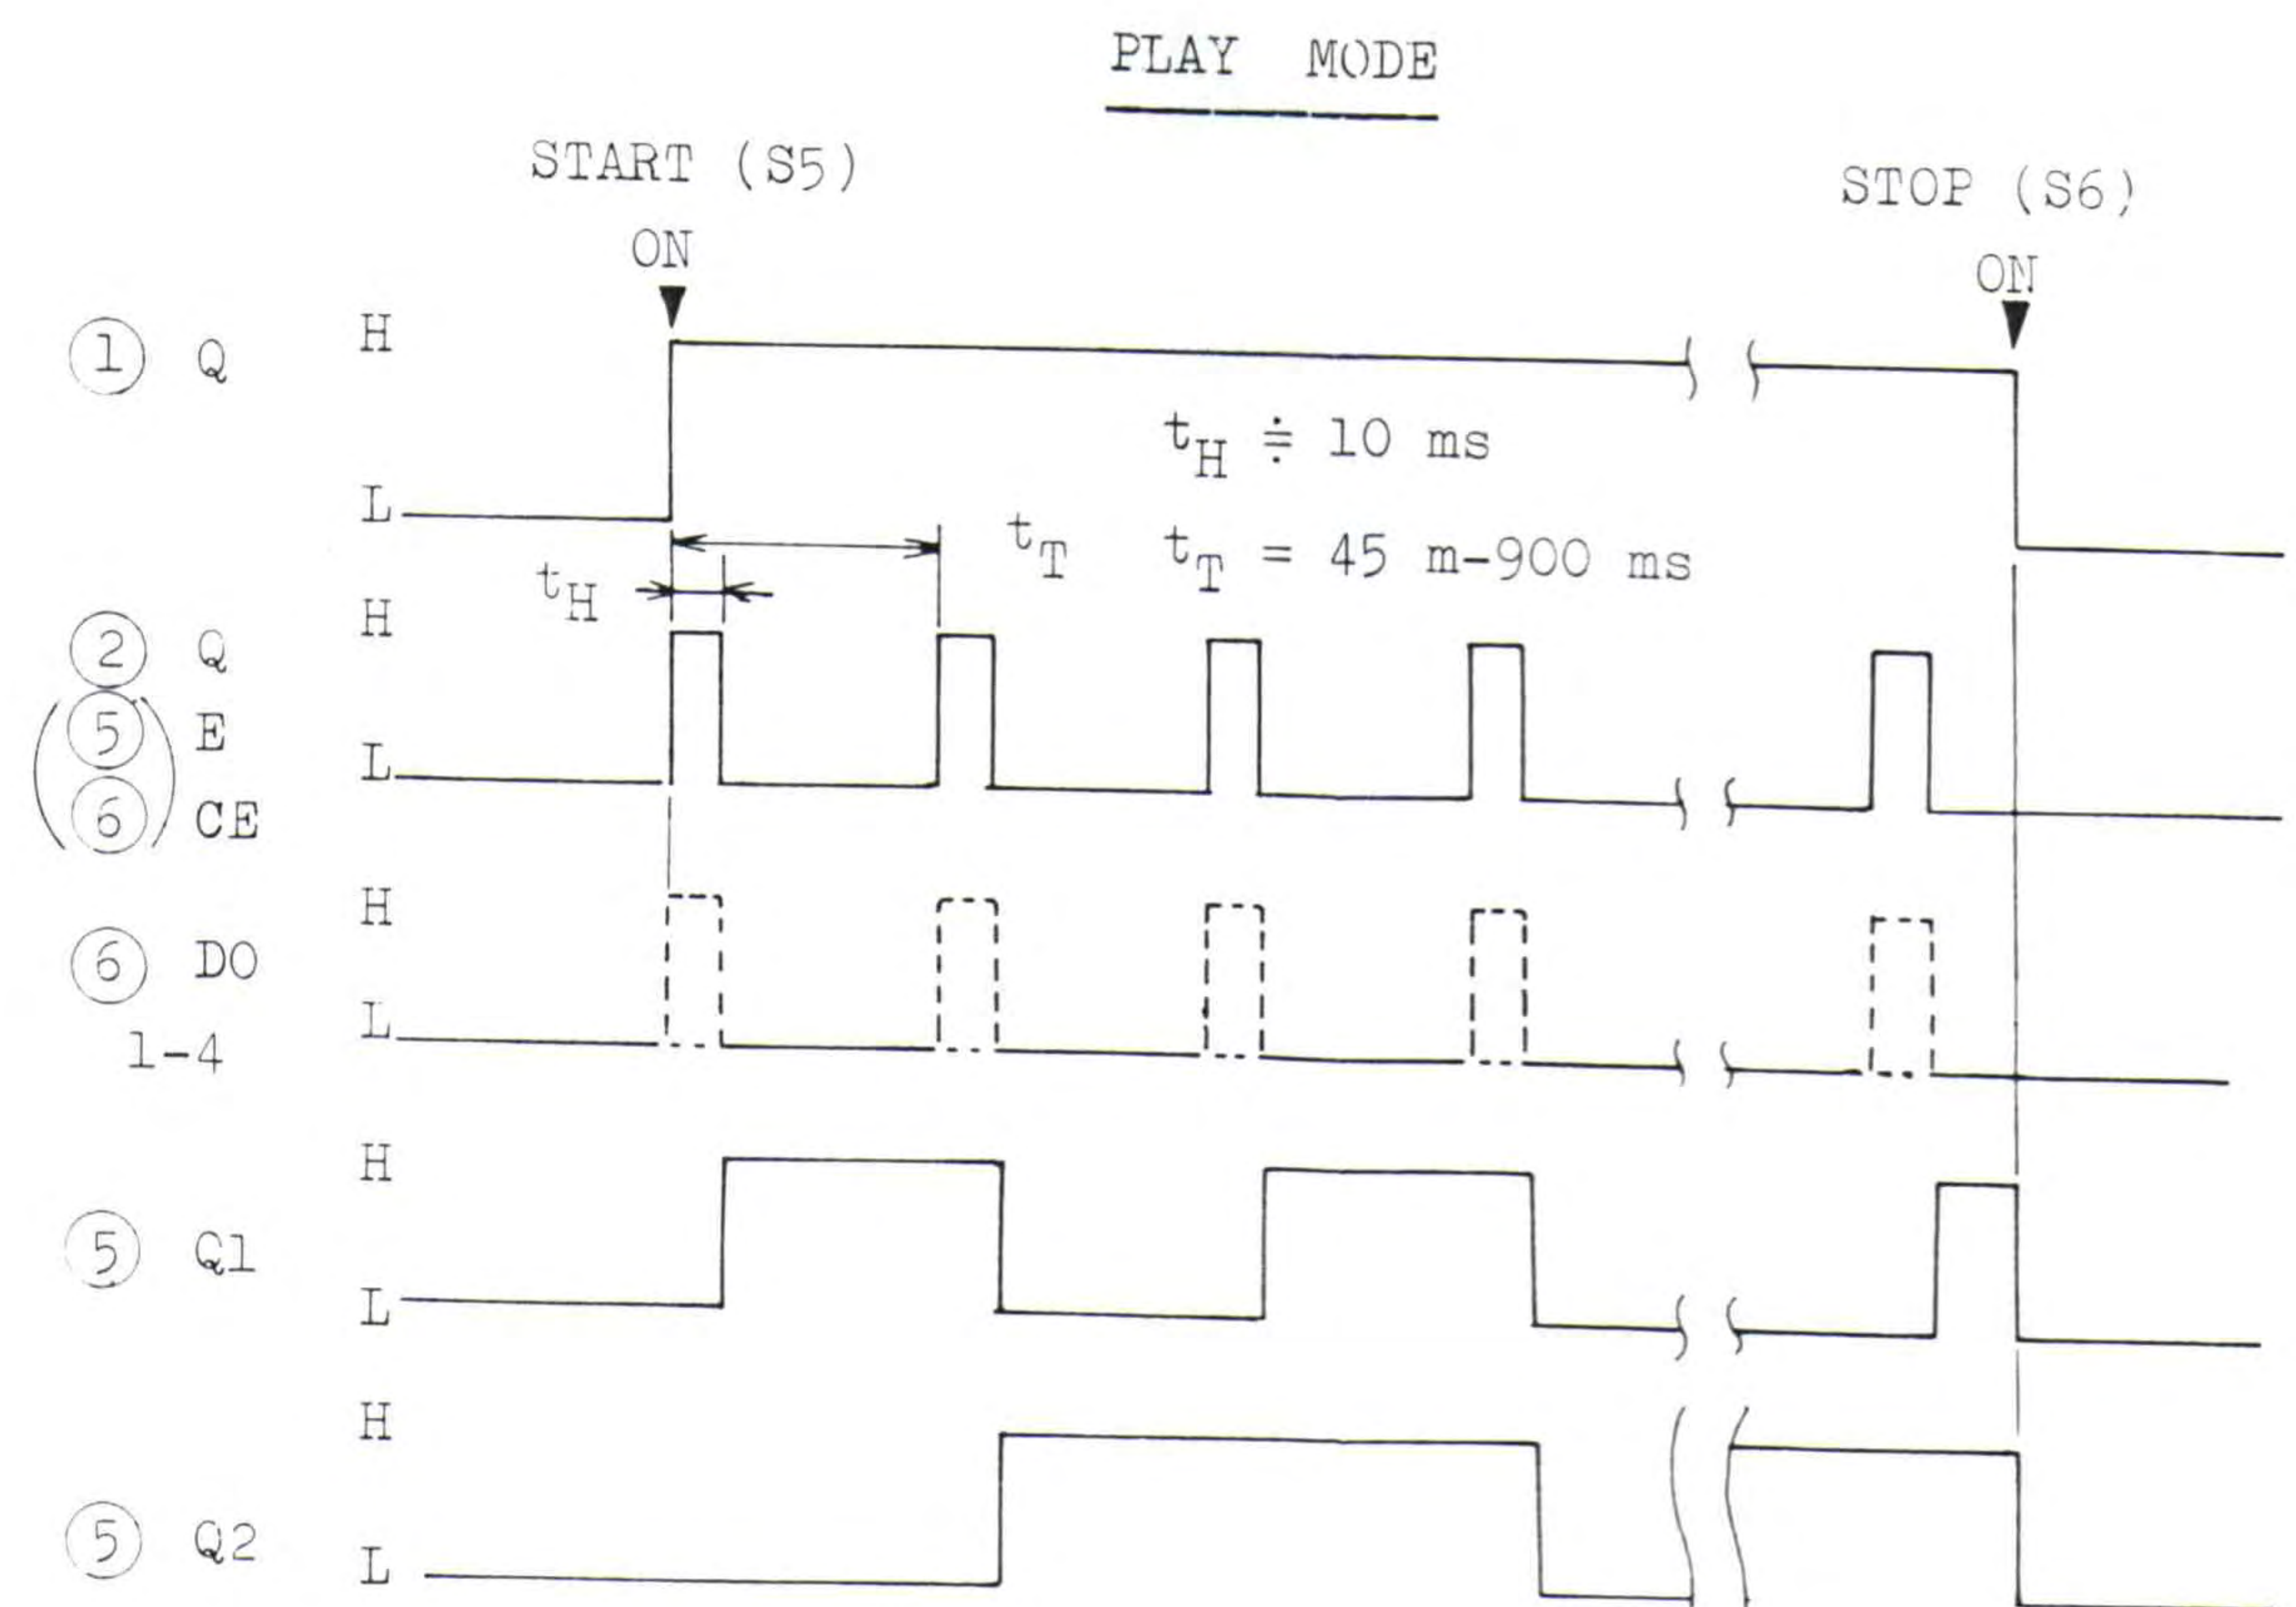 PLAY MODE
START (S5)
STOP (S6)
ON
ON
① Q
H
L
tH ≑ 10 ms
tT
tT = 45 m-900 ms
tH
② Q
⑤ E
⑥ CE
H
L
⑥ DO
1-4
H
L
⑤ Q1
H
L
⑤ Q2
H
L